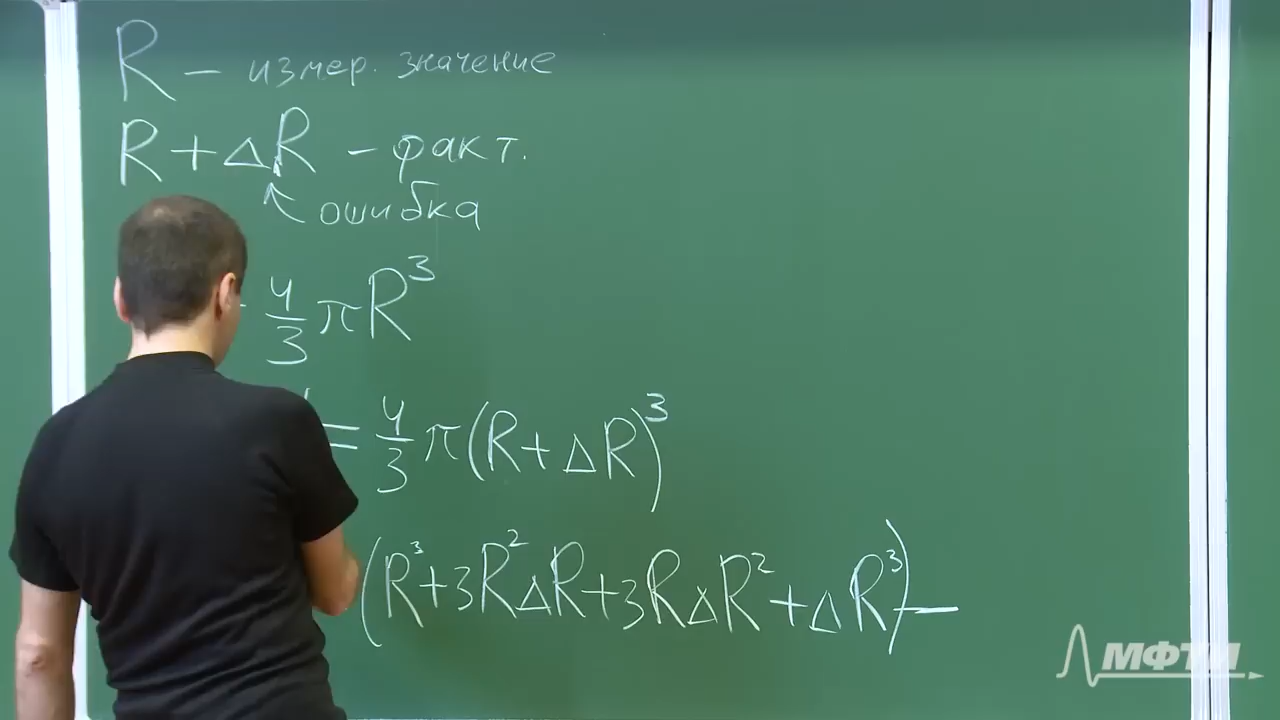 R – измер. значение
R + ΔR – факт.
ошибка
4/3 πR³
= 4/3 π(R + ΔR)³
(R³ + 3R²ΔR + 3RΔR² + ΔR³) –
МФТИ